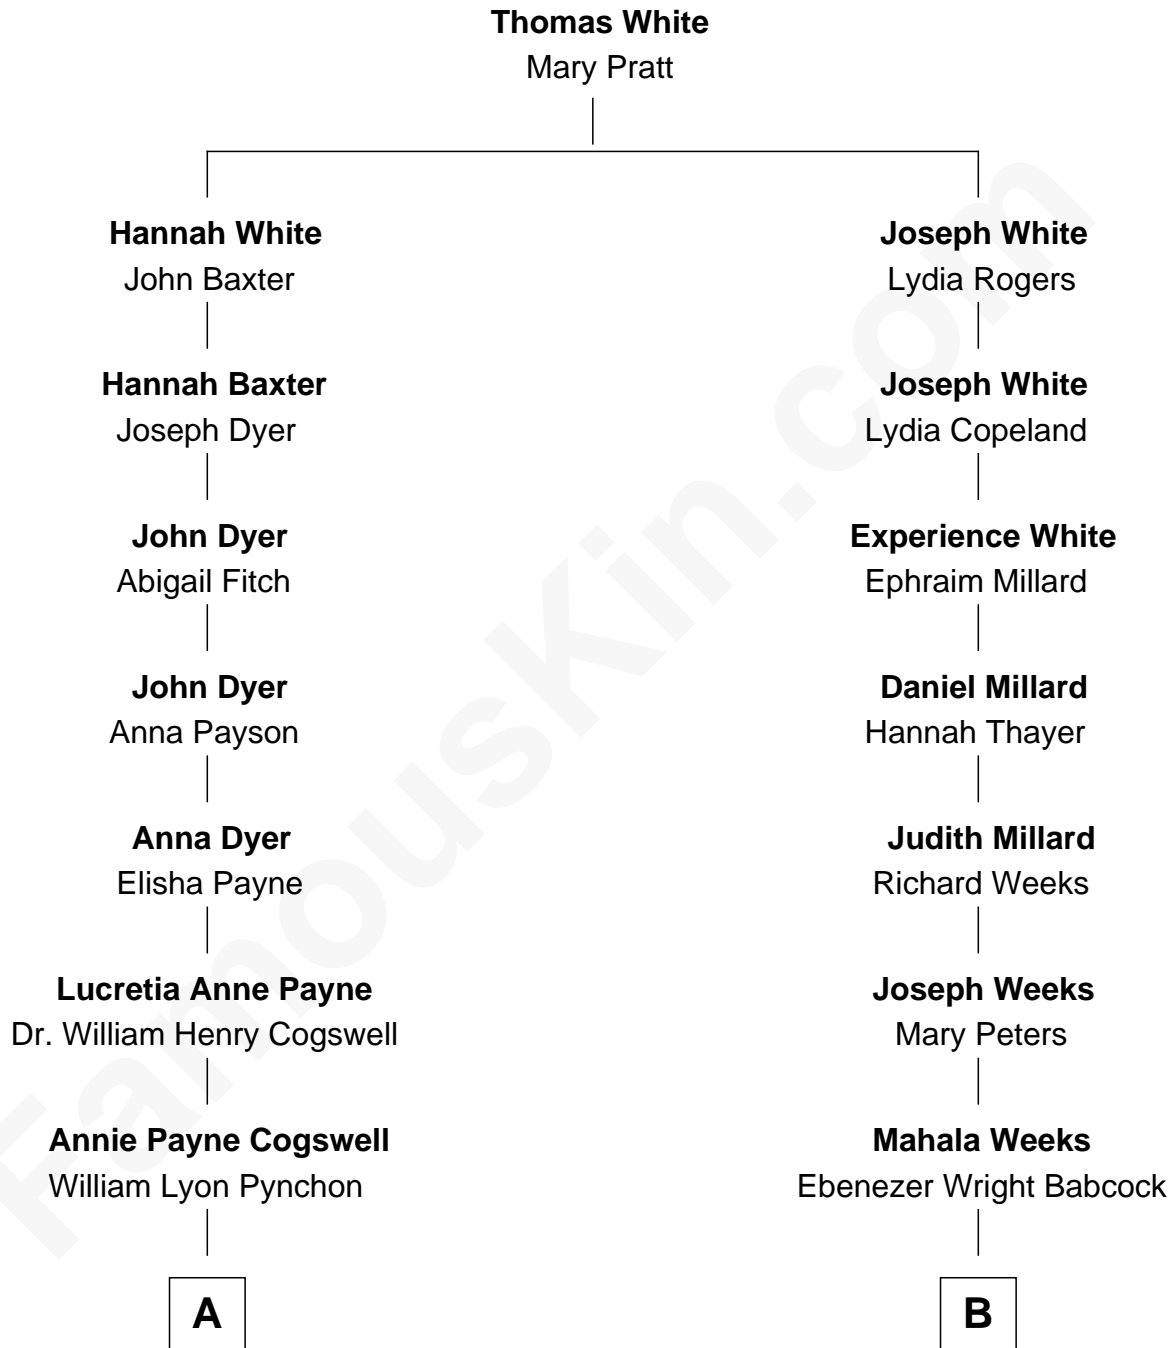 Thomas White
Mary Pratt
Hannah White
John Baxter
Hannah Baxter
Joseph Dyer
John Dyer
Abigail Fitch
John Dyer
Anna Payson
Anna Dyer
Elisha Payne
Lucretia Anne Payne
Dr. William Henry Cogswell
Annie Payne Cogswell
William Lyon Pynchon
A
Joseph White
Lydia Rogers
Joseph White
Lydia Copeland
Experience White
Ephraim Millard
Daniel Millard
Hannah Thayer
Judith Millard
Richard Weeks
Joseph Weeks
Mary Peters
Mahala Weeks
Ebenezer Wright Babcock
B
FamousKin.com